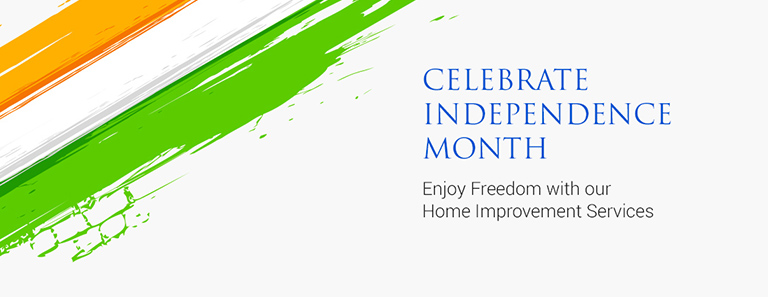 CELEBRATE
INDEPENDENCE
MONTH
Enjoy Freedom with our
Home Improvement Services